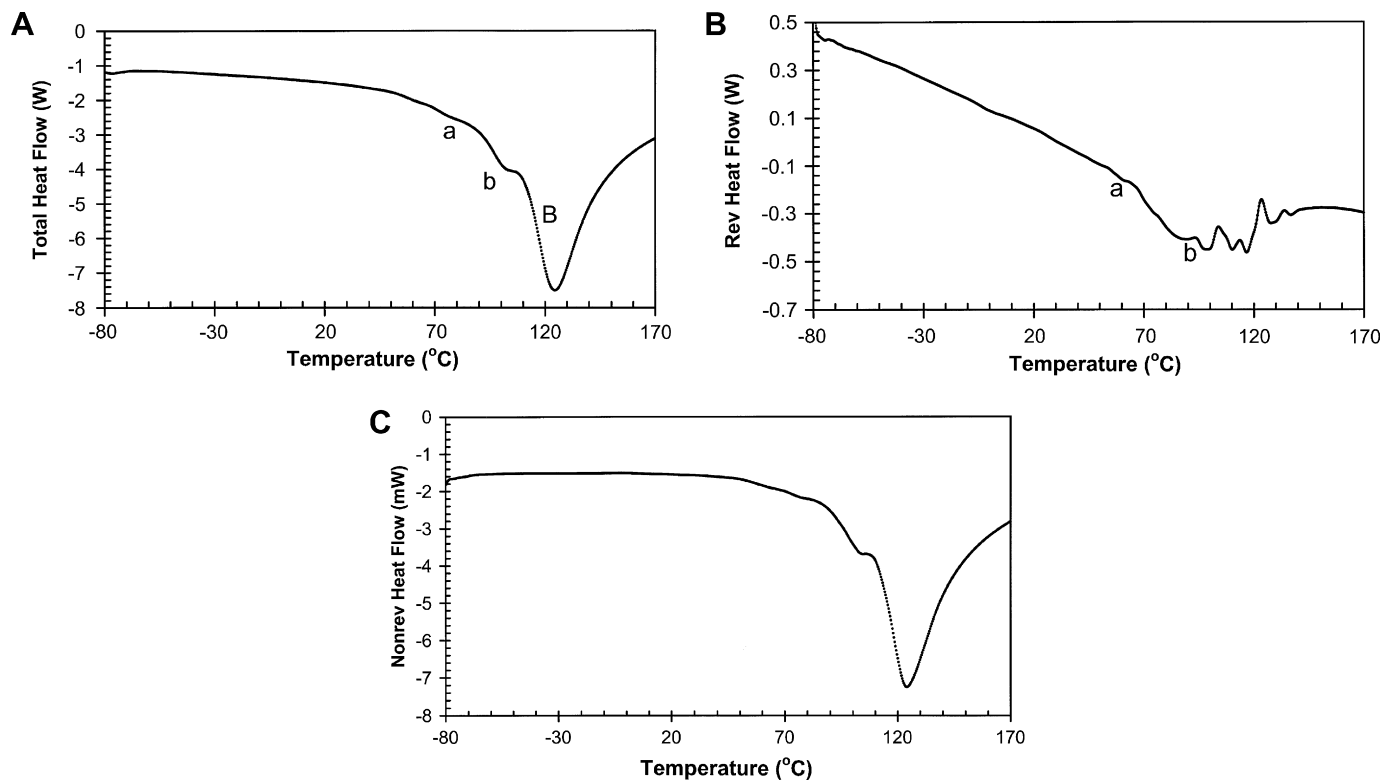 A
Total Heat Flow (W)
0
-1
-2
-3
-4
-5
-6
-7
-8
a
b
B
-80 -30 20 70 120 170
Temperature (°C)
B
Rev Heat Flow (W)
0.5
0.3
0.1
-0.1
-0.3
-0.5
-0.7
a
b
-80 -30 20 70 120 170
Temperature (°C)
C
Nonrev Heat Flow (mW)
0
-1
-2
-3
-4
-5
-6
-7
-8
-80 -30 20 70 120 170
Temperature (°C)